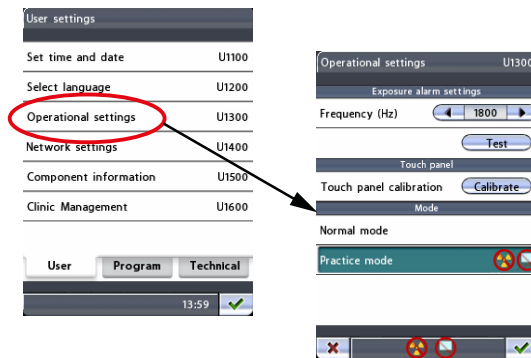 User settings
Set time and date U1100
Select language U1200
Operational settings U1300
Network settings U1400
Component information U1500
Clinic Management U1600
User Program Technical
13:59
Operational settings U1300
Exposure alarm settings
Frequency (Hz) 1800
Test
Touch panel
Touch panel calibration Calibrate
Mode
Normal mode
Practice mode